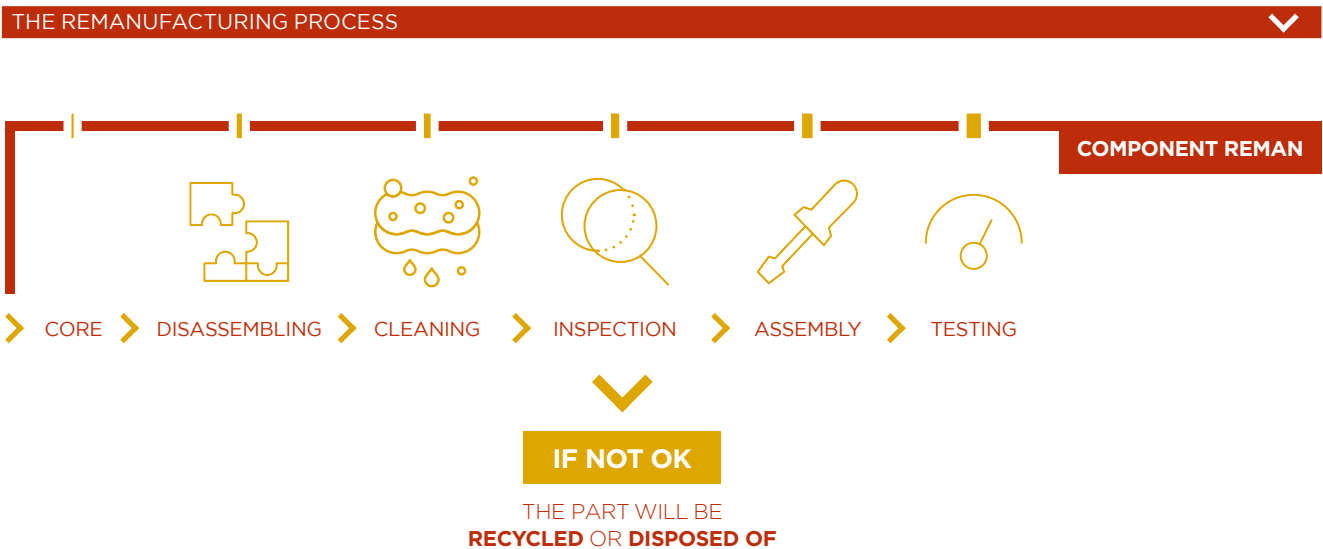 THE REMANUFACTURING PROCESS
COMPONENT REMAN
CORE
DISASSEMBLING
CLEANING
INSPECTION
ASSEMBLY
TESTING
IF NOT OK
THE PART WILL BE
RECYCLED OR DISPOSED OF